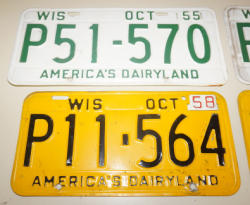 WIS OCT 55
P51-570
AMERICA'S DAIRYLAND
WIS OCT 58
P11-564
AMERICA'S DAIRYLAND